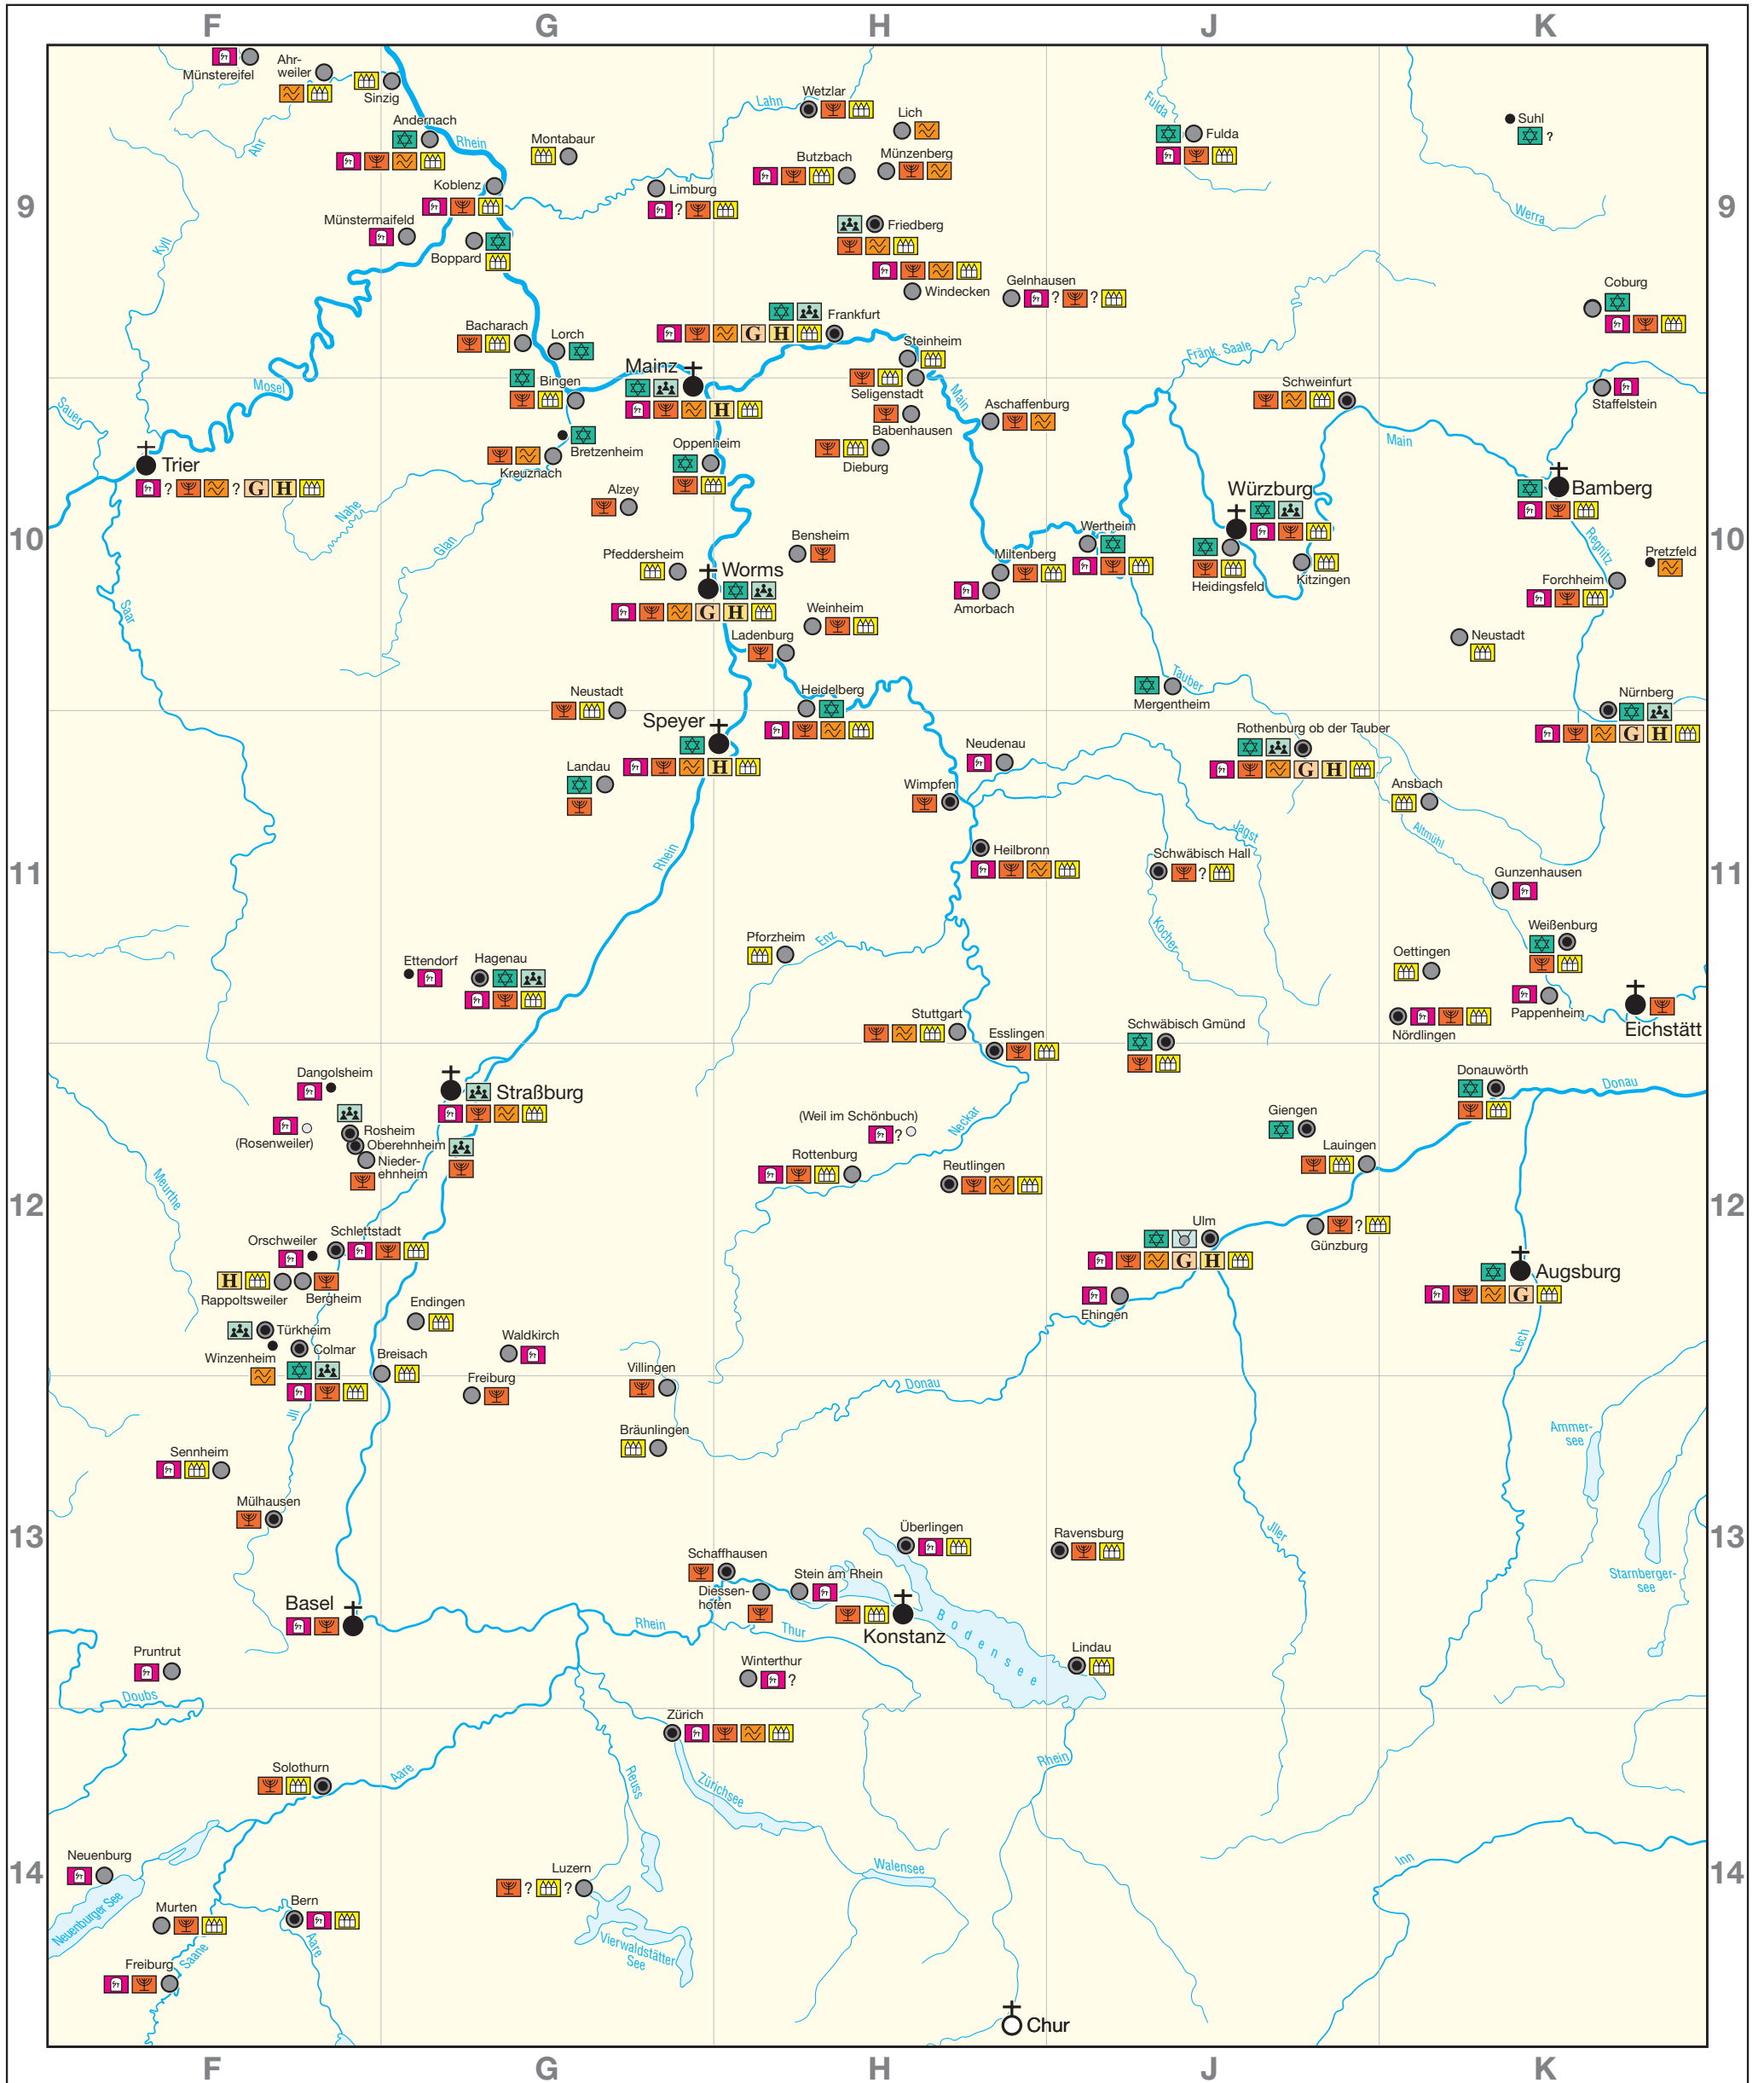 F G H J K
Münstereifel
Ahr-
weiler
Sinzig
Wetzlar
Lahn
Lich
Fulda
Fulda
Suhl
?
Andernach
Rhein
Montabaur
Ahr
Butzbach
Münzenberg
Koblenz
Limburg
?
9 9
Werra
Münstermaifeld
Friedberg
Kyll
Boppard
Windecken
Gelnhausen
? ?
Coburg
Frankfurt
G H
Bacharach
Lorch
Steinheim
Fränk. Saale
Mainz
H
Mosel
Bingen
Seligenstadt
Main
Schweinfurt
Staffelstein
Sauer
Aschaffenburg
Babenhausen
Main
Bretzenheim
Kreuznach
Oppenheim
Dieburg
Trier
? ? G H
Würzburg
Bamberg
Alzey
Nahe
10 10
Glan
Wertheim
Bensheim
Regnitz
Pretzfeld
Pfeddersheim
Miltenberg
Heidingsfeld
Kitzingen
Forchheim
Worms
G H
Amorbach
Saar
Weinheim
Ladenburg
Neustadt
Tauber
Mergentheim
Neustadt
Heidelberg
Nürnberg
G H
Speyer
H
Rothenburg ob der Tauber
G H
Neudenau
Landau
Wimpfen
Ansbach
Jagst
Altmühl
Heilbronn
Rhein
Schwäbisch Hall
?
11 11
Gunzenhausen
Weißenburg
Pforzheim
Enz
Kocher
Oettingen
Ettendorf
Hagenau
Pappenheim
Eichstätt
Stuttgart
Esslingen
Schwäbisch Gmünd
Nördlingen
Dangolsheim
Straßburg
Donauwörth
Donau
(Weil im Schönbuch)
?
Neckar
Giengen
(Rosenweiler)
Rosheim
Oberehnheim
Nieder-
ehnheim
Lauingen
Rottenburg
Reutlingen
Meurthe
12 12
Orschweiler
Schlettstadt
Ulm
G H
Günzburg
?
H
Rappoltsweiler
Bergheim
Augsburg
G
Endingen
Ehingen
Türkheim
Colmar
Waldkirch
Lech
Winzenheim
Breisach
Freiburg
Villingen
Donau
Jll
Bräunlingen
Ammer-
see
Sennheim
Mülhausen
Jller
13 13
Überlingen
Ravensburg
Schaffhausen
Diessen-
hofen
Stein am Rhein
Starnberger-
see
Basel
Rhein
Thur
Konstanz
Bodensee
Pruntrut
Winterthur
?
Lindau
Doubs
Zürich
Rhein
Solothurn
Aare
Reuss
Zürichsee
Neuenburg
Luzern
? ?
Walensee
Inn
14 14
Neuenburger See
Murten
Bern
Aare
Vierwaldstätter
See
Saane
Freiburg
Chur
F G H J K